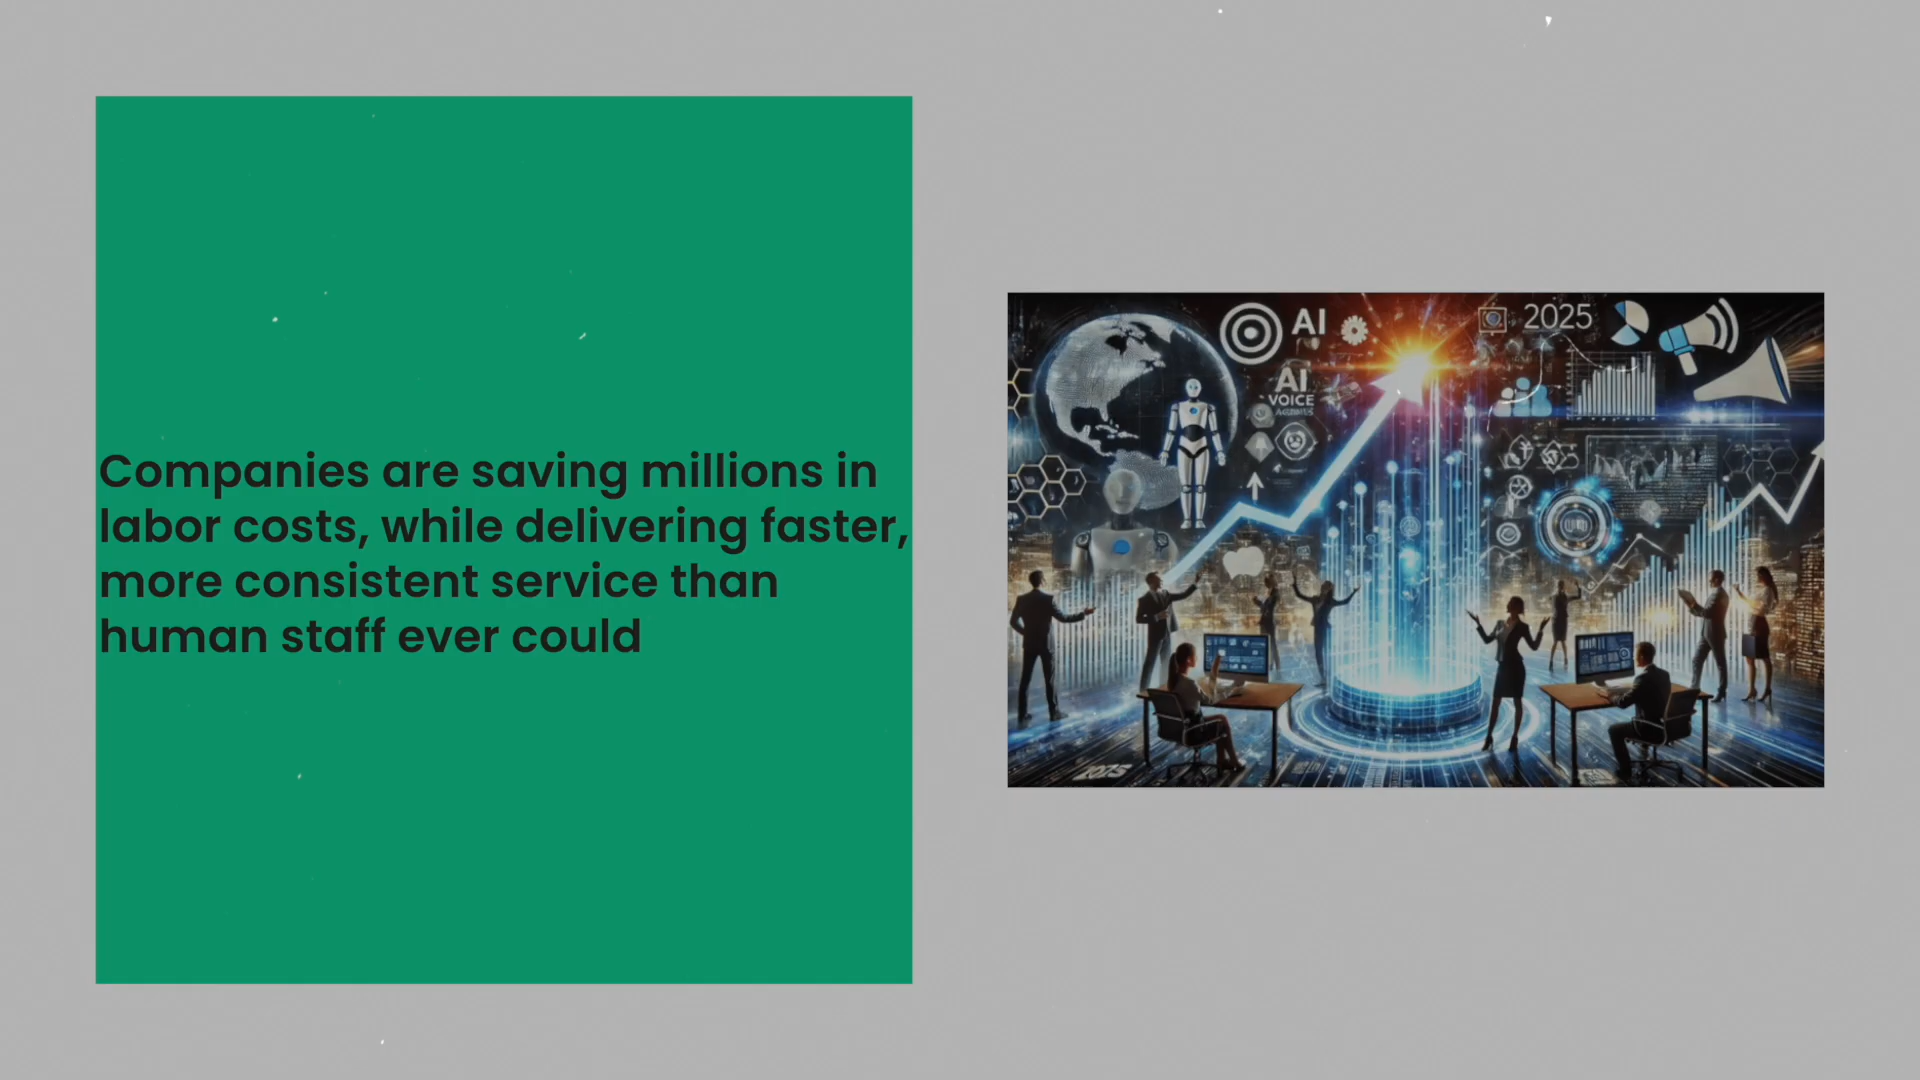 Companies are saving millions in
labor costs, while delivering faster,
more consistent service than
human staff ever could
AI
2025
AI
VOICE
AGENTS